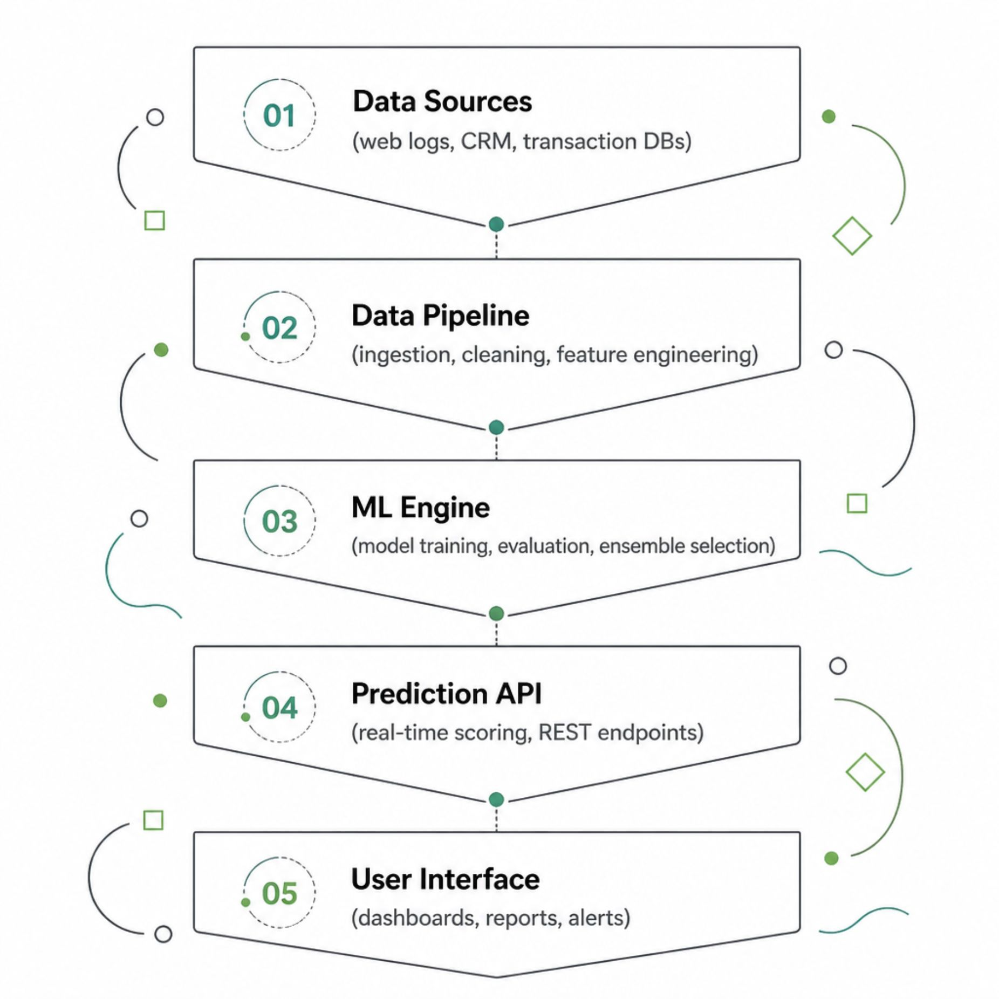 01
Data Sources
(web logs, CRM, transaction DBs)
02
Data Pipeline
(ingestion, cleaning, feature engineering)
03
ML Engine
(model training, evaluation, ensemble selection)
04
Prediction API
(real-time scoring, REST endpoints)
05
User Interface
(dashboards, reports, alerts)